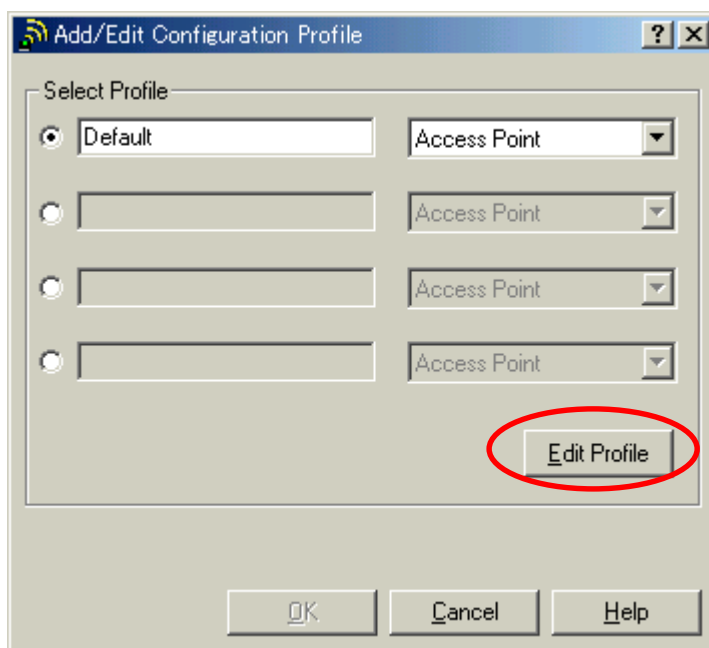 Add/Edit Configuration Profile
Select Profile
Default Access Point
Access Point
Access Point
Access Point
Edit Profile
OK Cancel Help